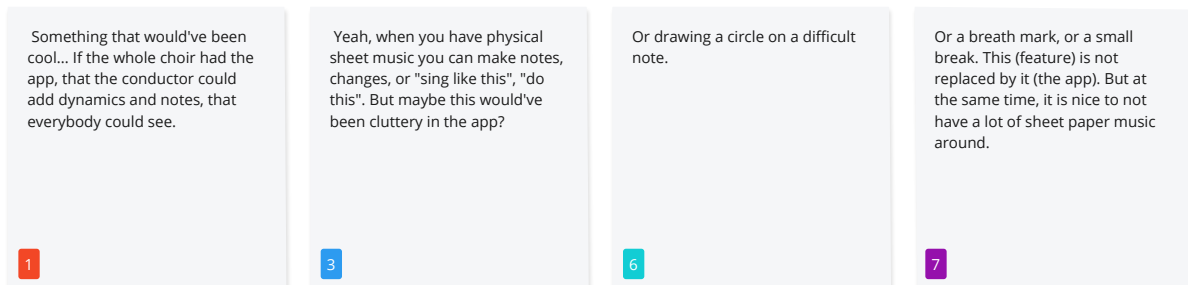 Something that would've been
cool... If the whole choir had the
app, that the conductor could
add dynamics and notes, that
everybody could see.
1
Yeah, when you have physical
sheet music you can make notes,
changes, or "sing like this", "do
this". But maybe this would've
been cluttery in the app?
3
Or drawing a circle on a difficult
note.
6
Or a breath mark, or a small
break. This (feature) is not
replaced by it (the app). But at
the same time, it is nice to not
have a lot of sheet paper music
around.
7